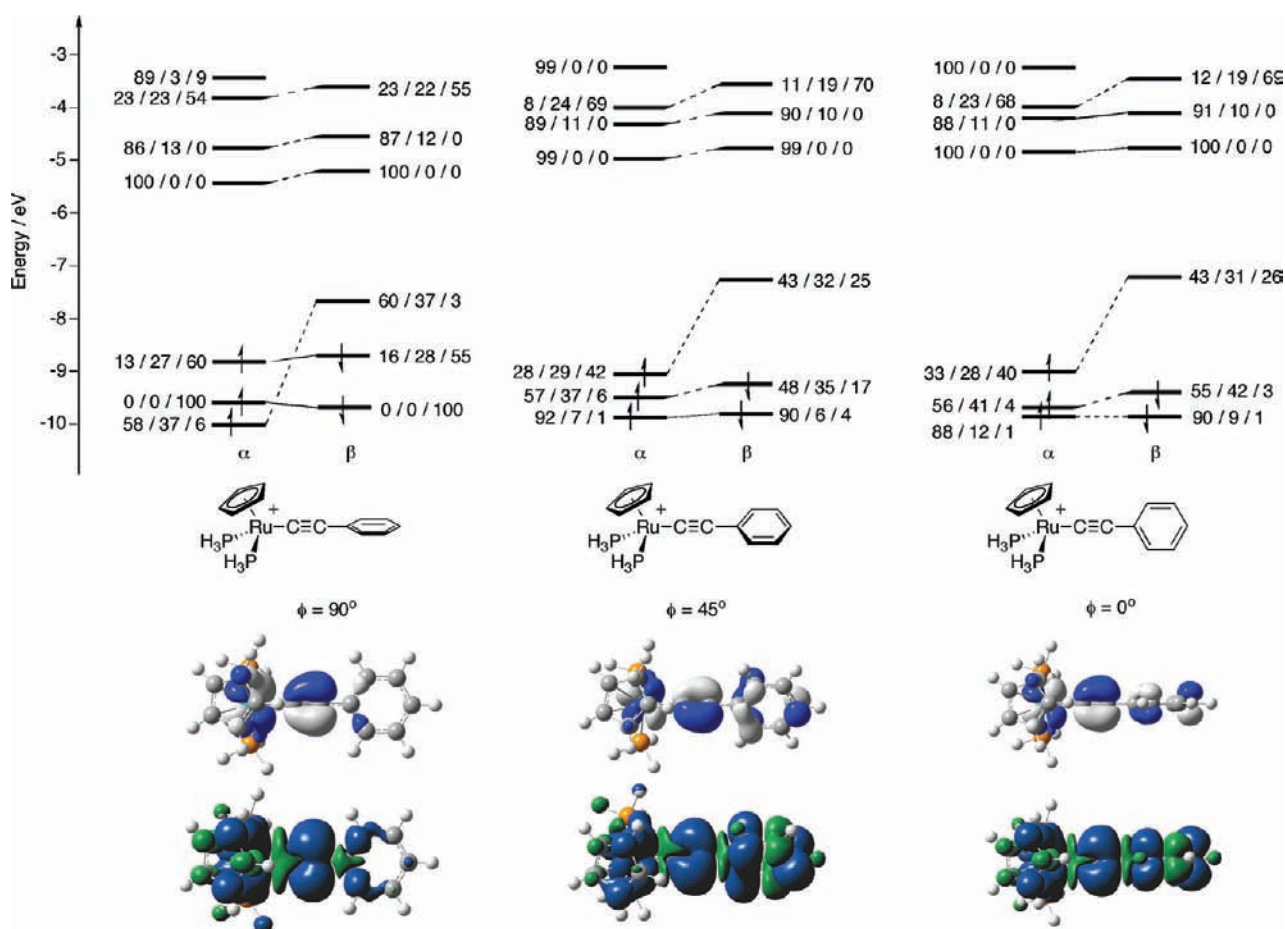 Energy / eV
-3
-4
-5
-6
-7
-8
-9
-10
89 / 3 / 9
23 / 23 / 54
86 / 13 / 0
100 / 0 / 0
13 / 27 / 60
0 / 0 / 100
58 / 37 / 6
α
23 / 22 / 55
87 / 12 / 0
100 / 0 / 0
60 / 37 / 3
16 / 28 / 55
0 / 0 / 100
β
99 / 0 / 0
8 / 24 / 69
89 / 11 / 0
99 / 0 / 0
28 / 29 / 42
57 / 37 / 6
92 / 7 / 1
α
11 / 19 / 70
90 / 10 / 0
99 / 0 / 0
43 / 32 / 25
48 / 35 / 17
90 / 6 / 4
β
100 / 0 / 0
8 / 23 / 68
88 / 11 / 0
100 / 0 / 0
33 / 28 / 40
56 / 41 / 4
88 / 12 / 1
α
12 / 19 / 69
91 / 10 / 0
100 / 0 / 0
43 / 31 / 26
55 / 42 / 3
90 / 9 / 1
β
+
Ru C≡C
H3P
H3P
+
Ru C≡C
H3P
H3P
+
Ru C≡C
H3P
H3P
ϕ = 90°
ϕ = 45°
ϕ = 0°